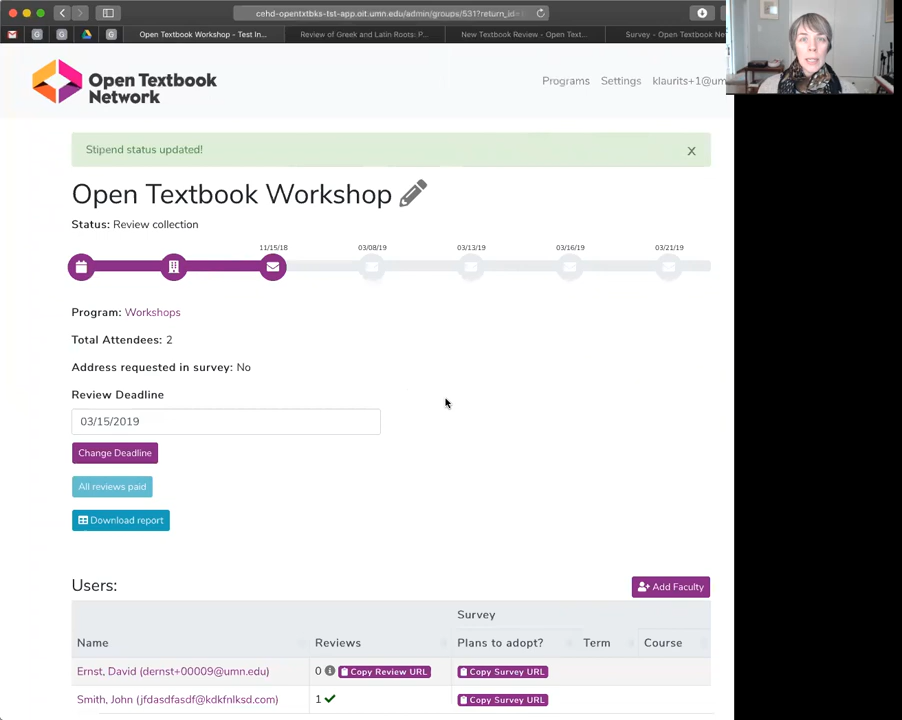 cehd-opentxtbks-tst-app.oit.umn.edu/admin/groups/531?return_id=
Open Textbook Workshop - Test In...
Review of Greek and Latin Roots: P...
New Textbook Review - Open Text...
Survey - Open Textbook Ne
Open Textbook Network
Programs
Settings
klaurits+1@um
Stipend status updated!
x
Open Textbook Workshop
Status: Review collection
11/15/18
03/08/19
03/13/19
03/16/19
03/21/19
Program: Workshops
Total Attendees: 2
Address requested in survey: No
Review Deadline
03/15/2019
Change Deadline
All reviews paid
Download report
Users:
Add Faculty
Survey
Name
Reviews
Plans to adopt?
Term
Course
Ernst, David (dernst+00009@umn.edu)
0
Copy Review URL
Copy Survey URL
Smith, John (jfdasdfasdf@kdkfnlksd.com)
1
Copy Survey URL